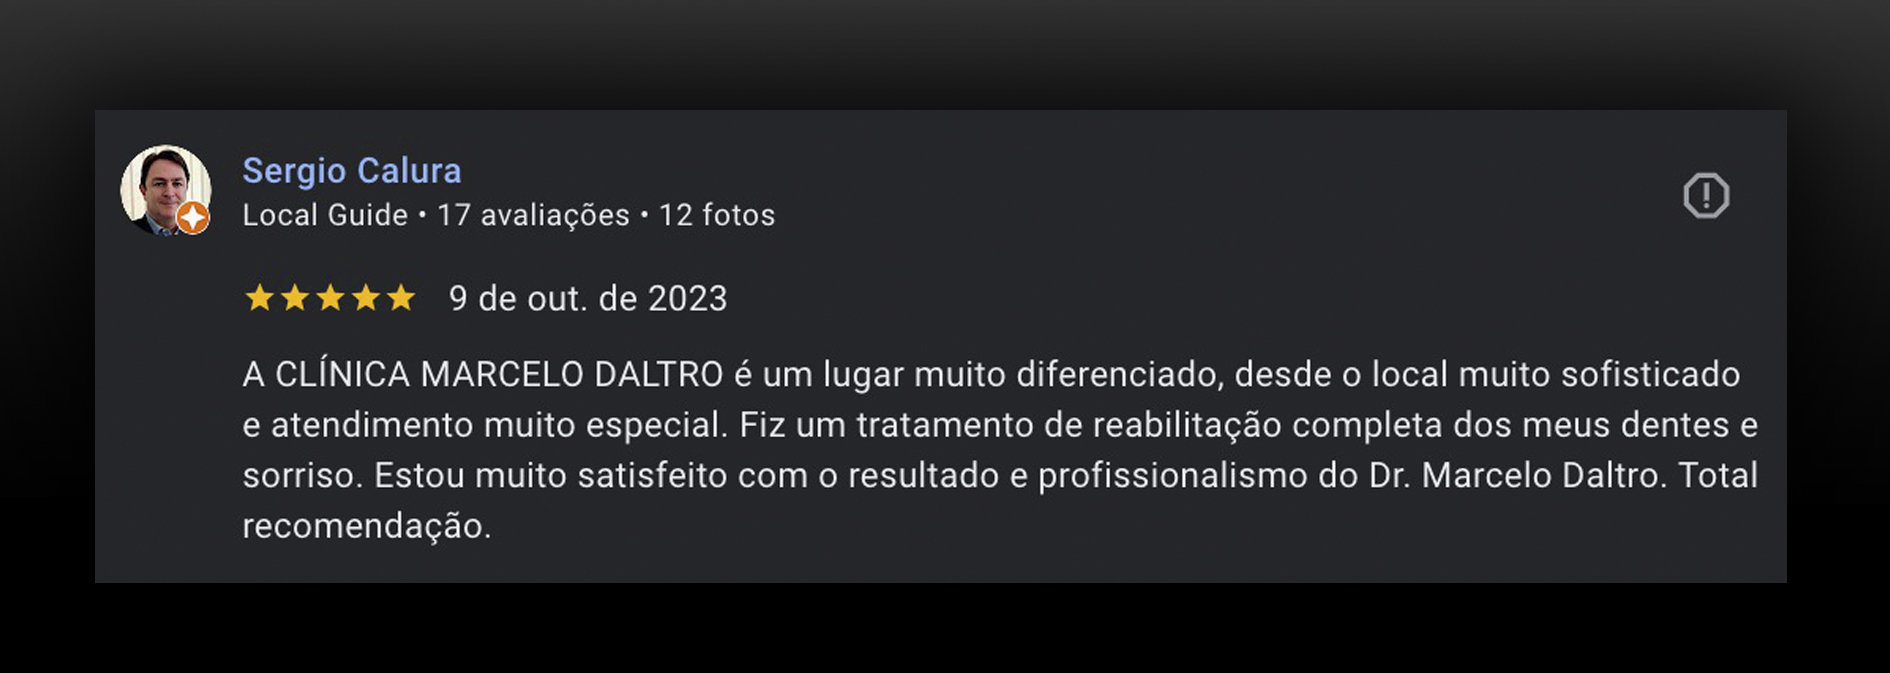 Sergio Calura
Local Guide • 17 avaliações • 12 fotos
9 de out. de 2023
A CLÍNICA MARCELO DALTRO é um lugar muito diferenciado, desde o local muito sofisticado
e atendimento muito especial. Fiz um tratamento de reabilitação completa dos meus dentes e
sorriso. Estou muito satisfeito com o resultado e profissionalismo do Dr. Marcelo Daltro. Total
recomendação.